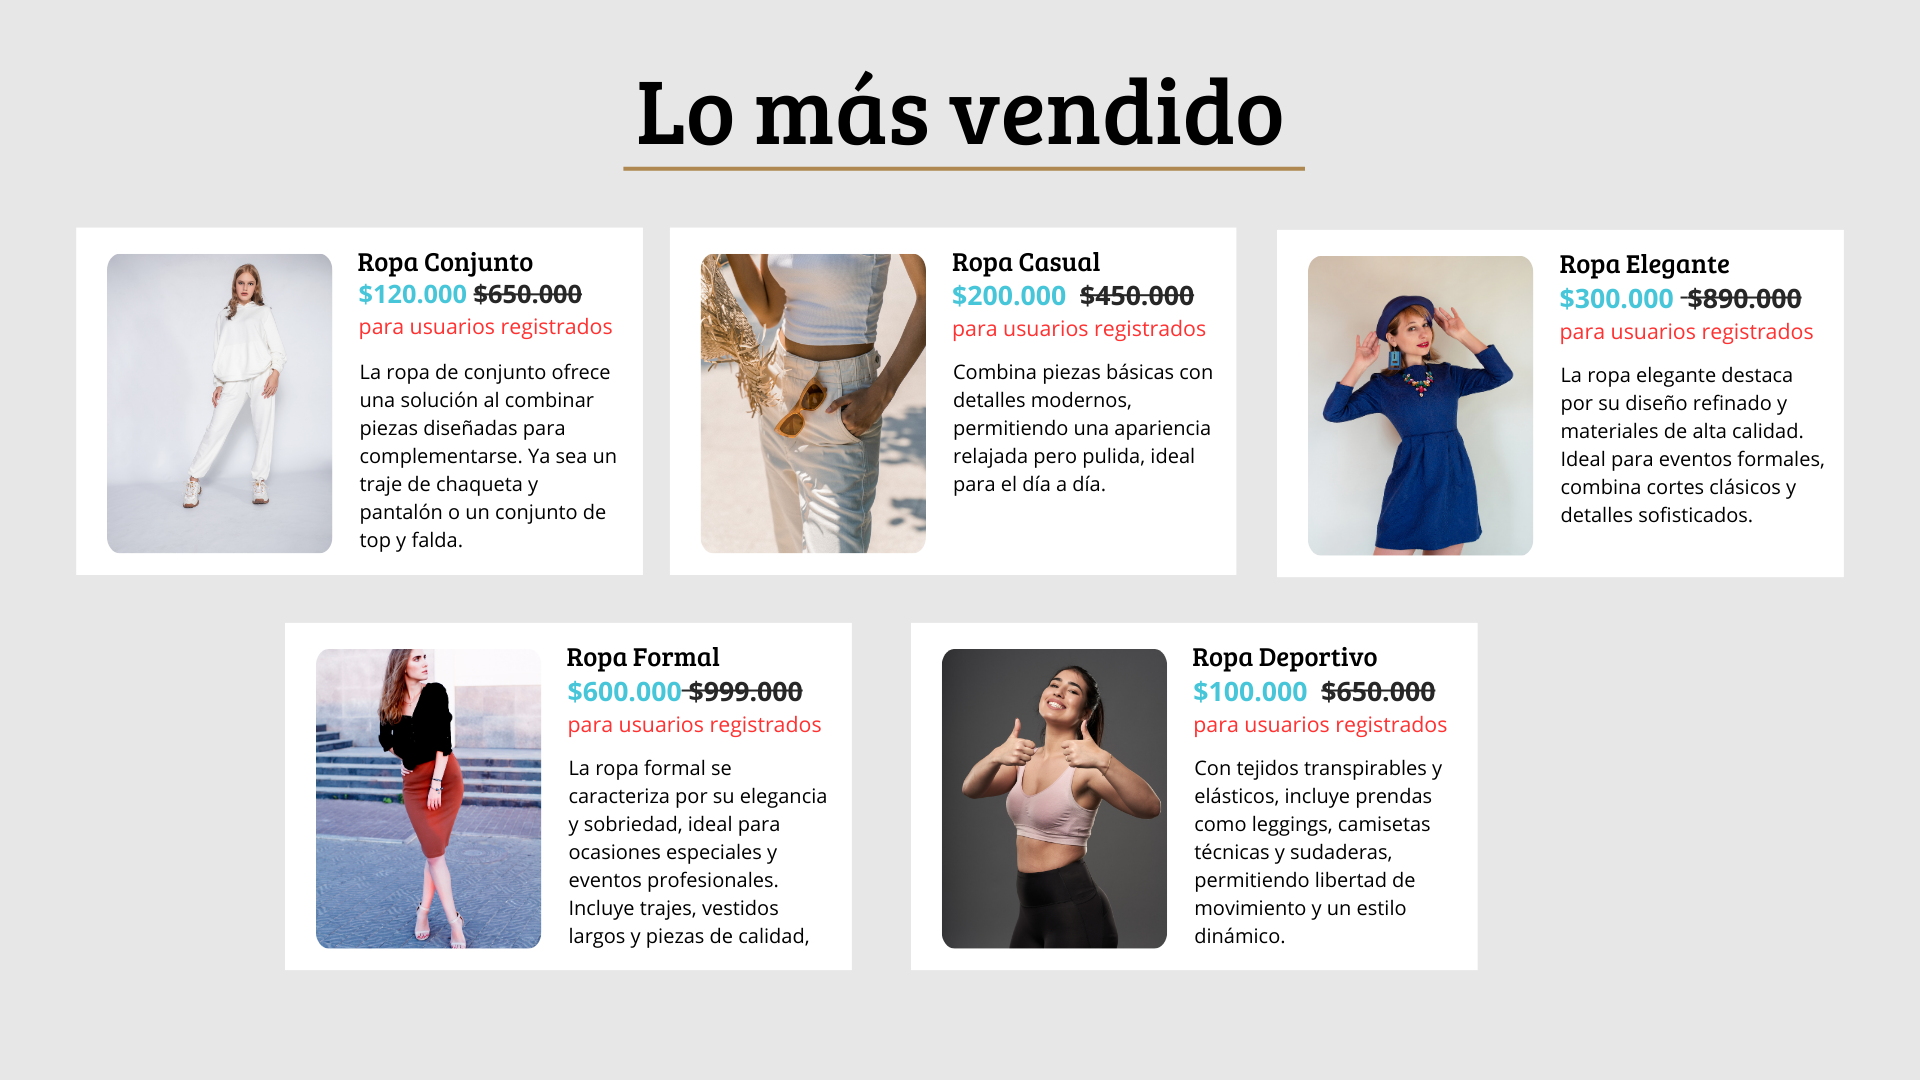 Lo más vendido
Ropa Conjunto
$120.000 $650.000
para usuarios registrados
La ropa de conjunto ofrece
una solución al combinar
piezas diseñadas para
complementarse. Ya sea un
traje de chaqueta y
pantalón o un conjunto de
top y falda.
Ropa Casual
$200.000 $450.000
para usuarios registrados
Combina piezas básicas con
detalles modernos,
permitiendo una apariencia
relajada pero pulida, ideal
para el día a día.
Ropa Elegante
$300.000 $890.000
para usuarios registrados
La ropa elegante destaca
por su diseño refinado y
materiales de alta calidad.
Ideal para eventos formales,
combina cortes clásicos y
detalles sofisticados.
Ropa Formal
$600.000 $999.000
para usuarios registrados
La ropa formal se
caracteriza por su elegancia
y sobriedad, ideal para
ocasiones especiales y
eventos profesionales.
Incluye trajes, vestidos
largos y piezas de calidad,
Ropa Deportivo
$100.000 $650.000
para usuarios registrados
Con tejidos transpirables y
elásticos, incluye prendas
como leggings, camisetas
técnicas y sudaderas,
permitiendo libertad de
movimiento y un estilo
dinámico.